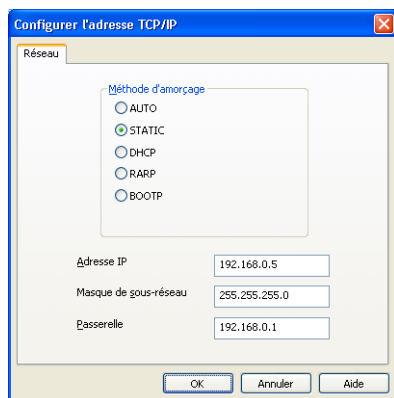 Configurer l'adresse TCP/IP
Réseau
Méthode d'amorçage
AUTO
STATIC
DHCP
RARP
BOOTP
Adresse IP 192.168.0.5
Masque de sous-réseau 255.255.255.0
Passerelle 192.168.0.1
OK Annuler Aide